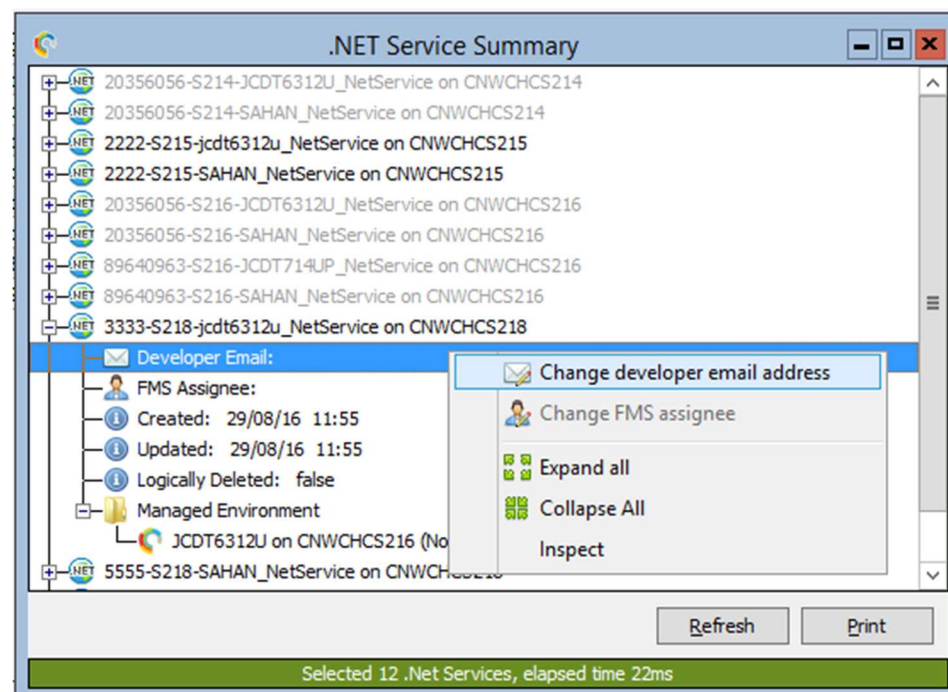 .NET Service Summary
20356056-S214-JCDT6312U_NetService on CNWCHCS214
20356056-S214-SAHAN_NetService on CNWCHCS214
2222-S215-jcdt6312u_NetService on CNWCHCS215
2222-S215-SAHAN_NetService on CNWCHCS215
20356056-S216-JCDT6312U_NetService on CNWCHCS216
20356056-S216-SAHAN_NetService on CNWCHCS216
89640963-S216-JCDT714UP_NetService on CNWCHCS216
89640963-S216-SAHAN_NetService on CNWCHCS216
3333-S218-jcdt6312u_NetService on CNWCHCS218
Developer Email:
Change developer email address
FMS Assignee:
Change FMS assignee
Created: 29/08/16 11:55
Updated: 29/08/16 11:55
Expand all
Logically Deleted: false
Managed Environment
Collapse All
JCDT6312U on CNWCHCS216 (No
Inspect
5555-S218-SAHAN_NetService on
Refresh
Print
Selected 12 .Net Services, elapsed time 22ms